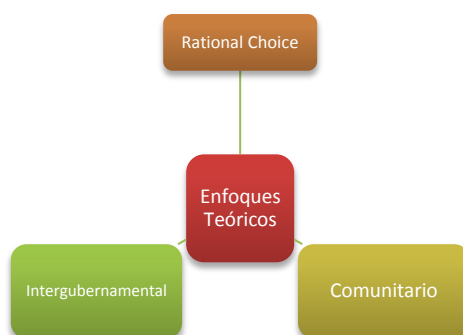 Rational Choice
Enfoques
Teóricos
Intergubernamental
Comunitario